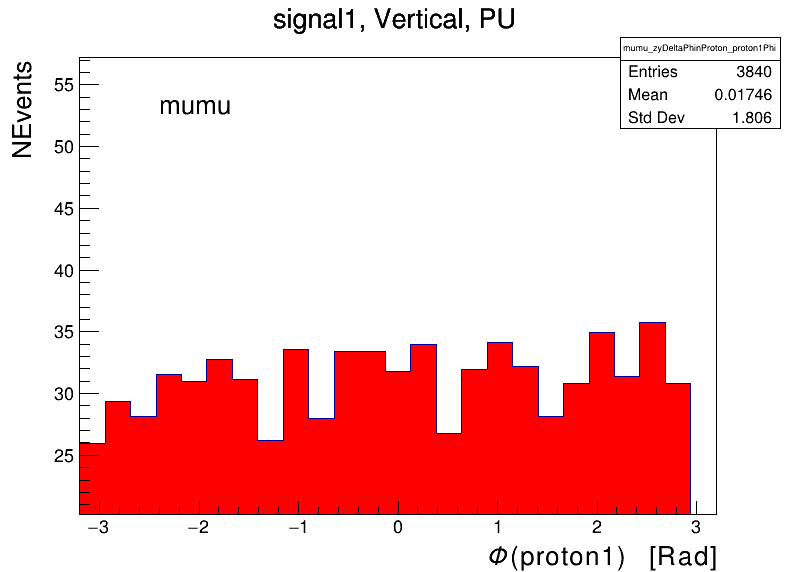 signal1, Vertical, PU
mumu_zyDeltaPhinProton_proton1Phi
Entries 3840
Mean 0.01746
Std Dev 1.806
mumu
NEvents
55
50
45
40
35
30
25
−3 −2 −1 0 1 2 3
Φ(proton1) [Rad]